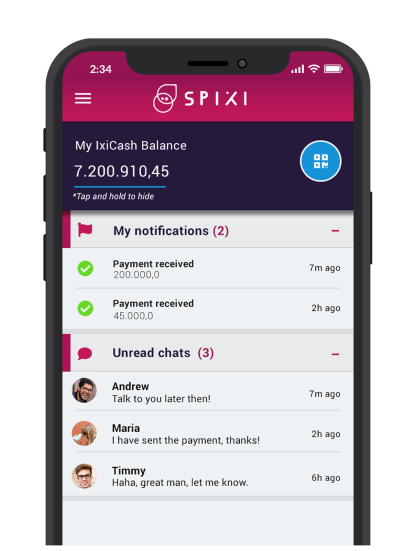 2:34
SPIXI
My IxiCash Balance
7.200.910,45
*Tap and hold to hide
My notifications (2)
Payment received
200.000,0
7m ago
Payment received
45.000,0
2h ago
Unread chats (3)
Andrew
Talk to you later then!
7m ago
Maria
I have sent the payment, thanks!
2h ago
Timmy
Haha, great man, let me know.
6h ago